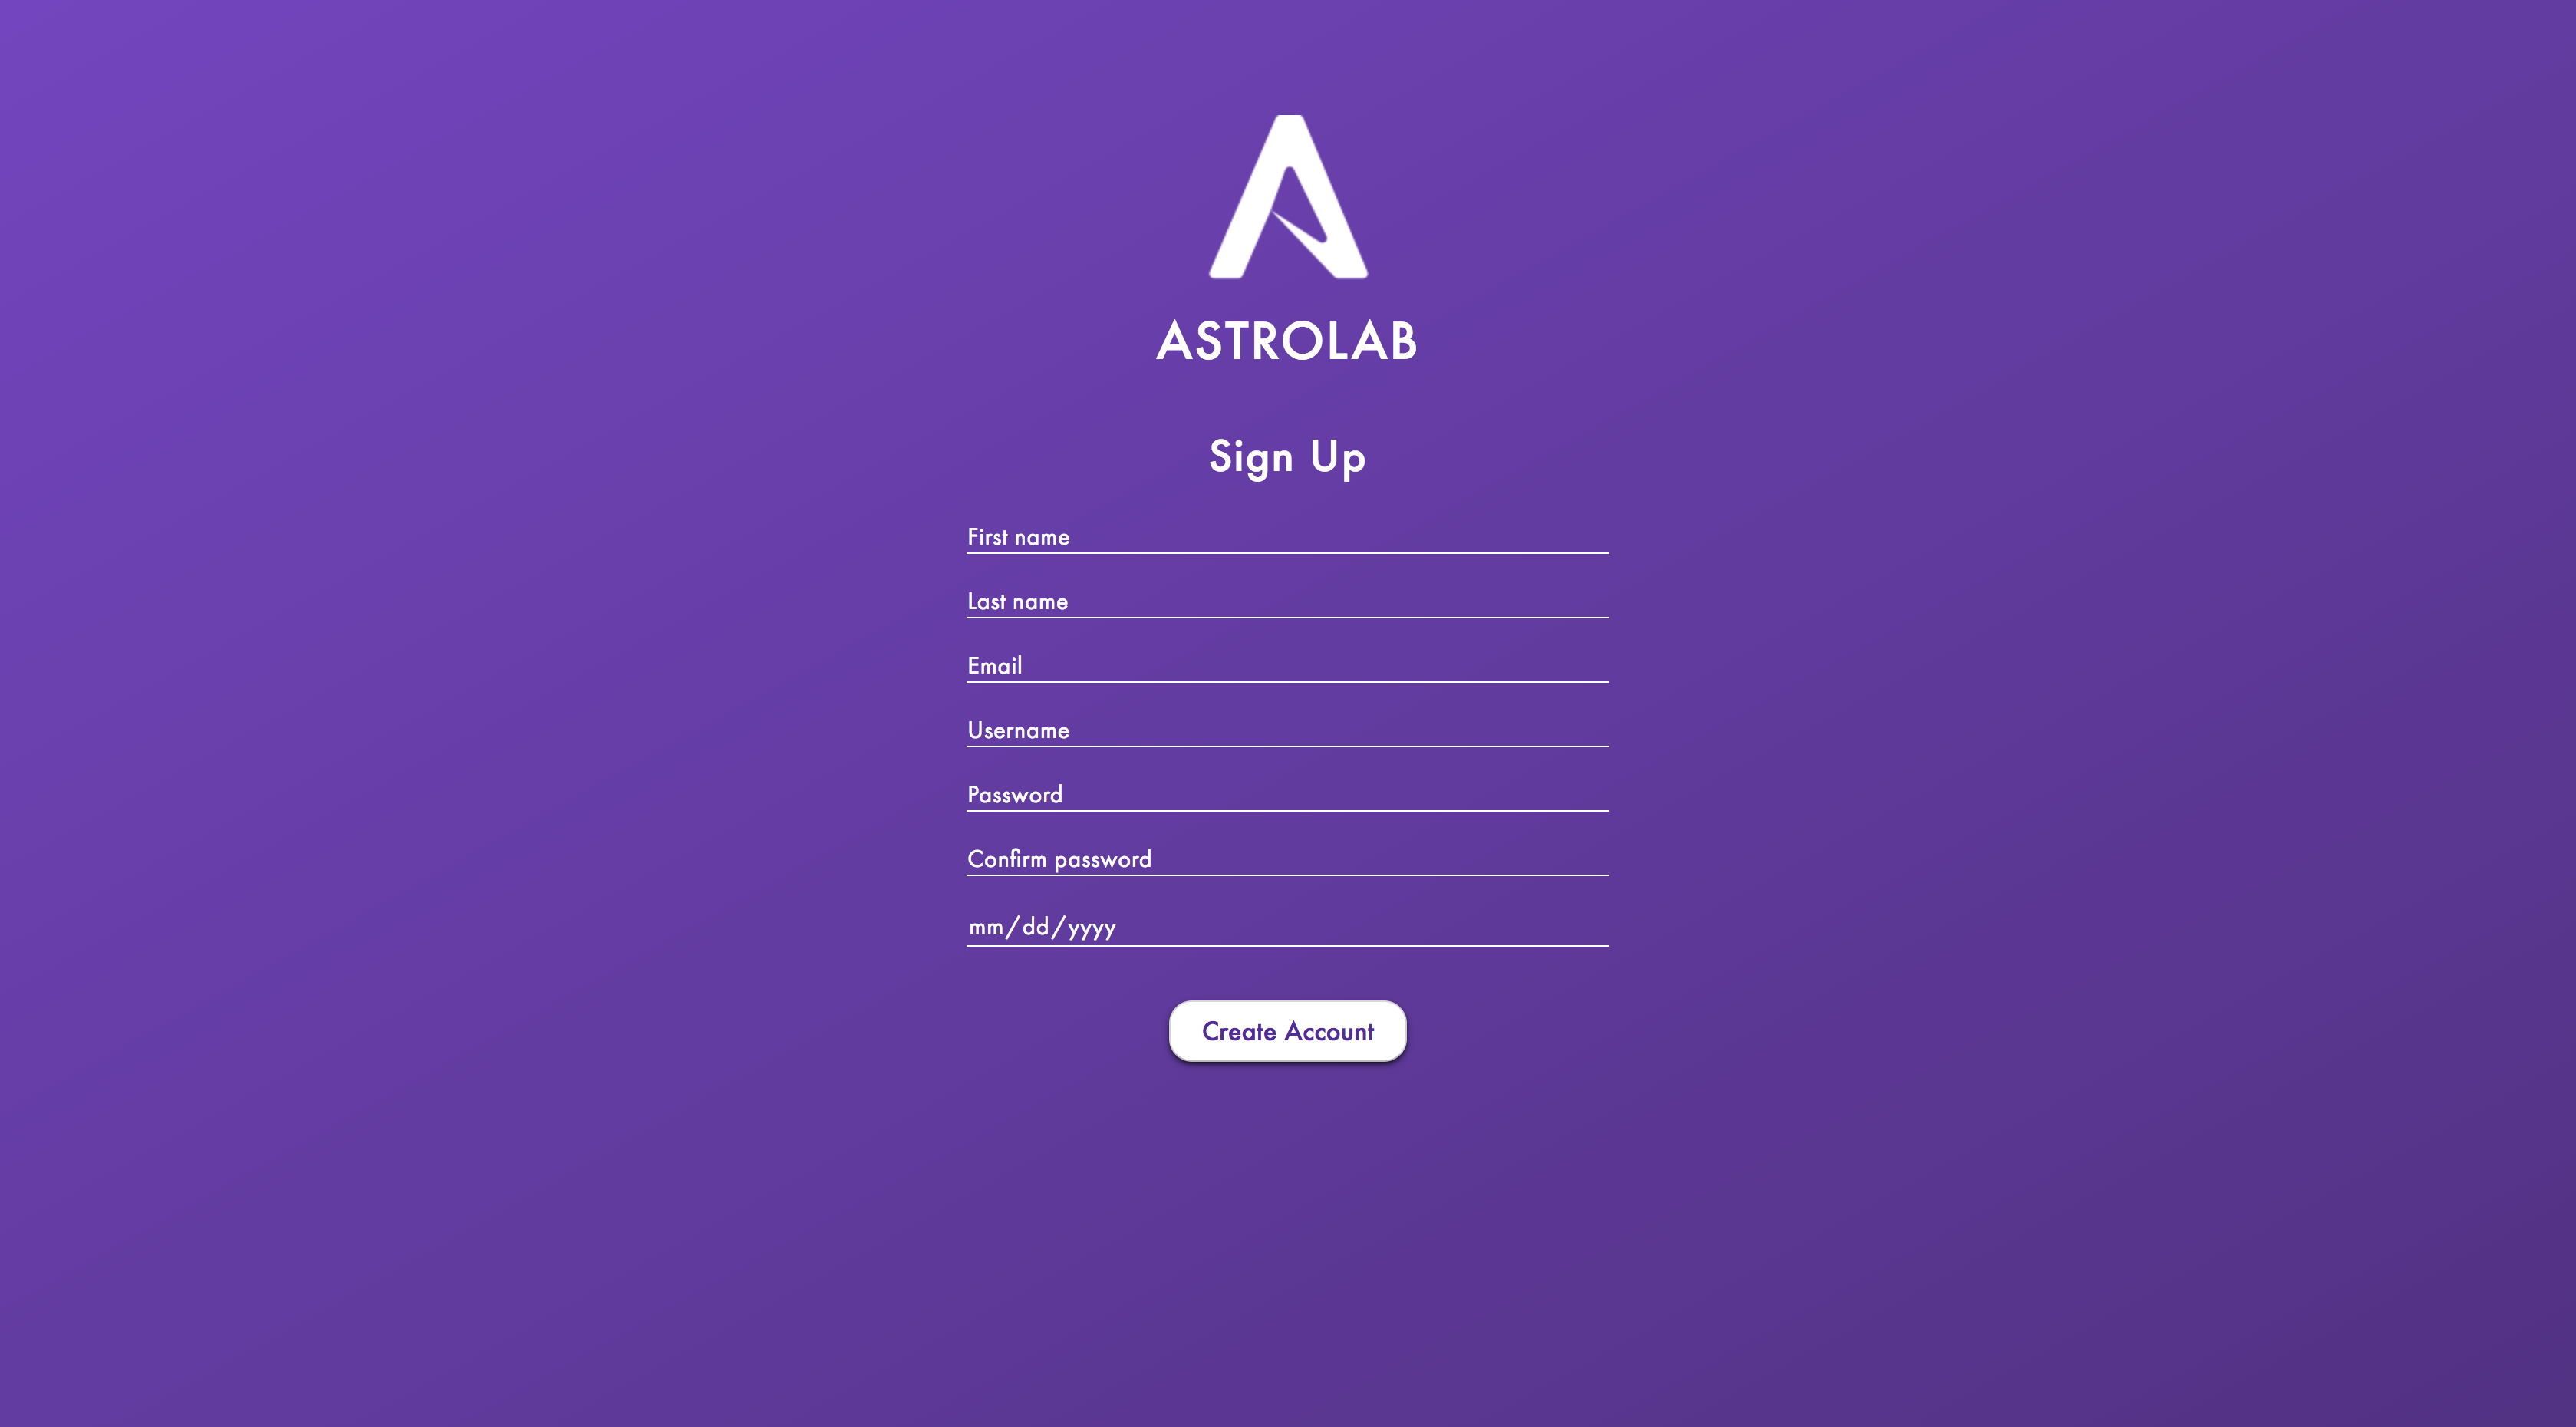 ASTROLAB
Sign Up
First name
Last name
Email
Username
Password
Confirm password
mm/dd/yyyy
Create Account